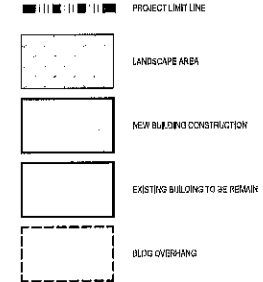 PROJECT LIMIT LINE
LANDSCAPE AREA
NEW BUILDING CONSTRUCTION
EXISTING BUILDING TO BE REMAIN
BLDG OVERHANG